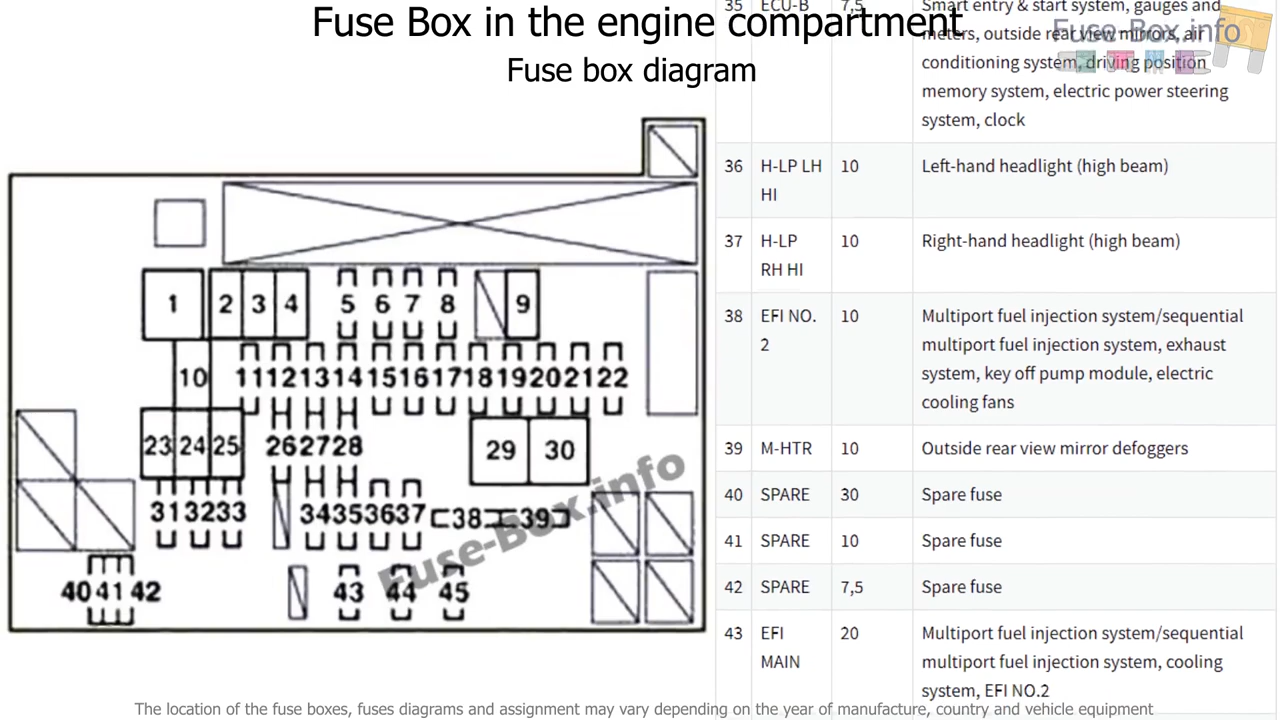 Fuse Box in the engine compartment
Fuse box diagram
Fuse-Box.info
35 ECU-B 7,5 Smart entry & start system, gauges and
meters, outside rear view mirrors, air
conditioning system, driving position
memory system, electric power steering
system, clock
36 H-LP LH 10 Left-hand headlight (high beam)
HI
37 H-LP 10 Right-hand headlight (high beam)
RH HI
38 EFI NO. 10 Multiport fuel injection system/sequential
2 multiport fuel injection system, exhaust
system, key off pump module, electric
cooling fans
39 M-HTR 10 Outside rear view mirror defoggers
40 SPARE 30 Spare fuse
41 SPARE 10 Spare fuse
42 SPARE 7,5 Spare fuse
43 EFI 20 Multiport fuel injection system/sequential
MAIN multiport fuel injection system, cooling
system, EFI NO.2
1 2 3 4 5 6 7 8 9
10 11 12 13 14 15 16 17 18 19 20 21 22
23 24 25 26 27 28 29 30
31 32 33 34 35 36 37 38 39
40 41 42 43 44 45
Fuse-Box.info
The location of the fuse boxes, fuses diagrams and assignment may vary depending on the year of manufacture, country and vehicle equipment